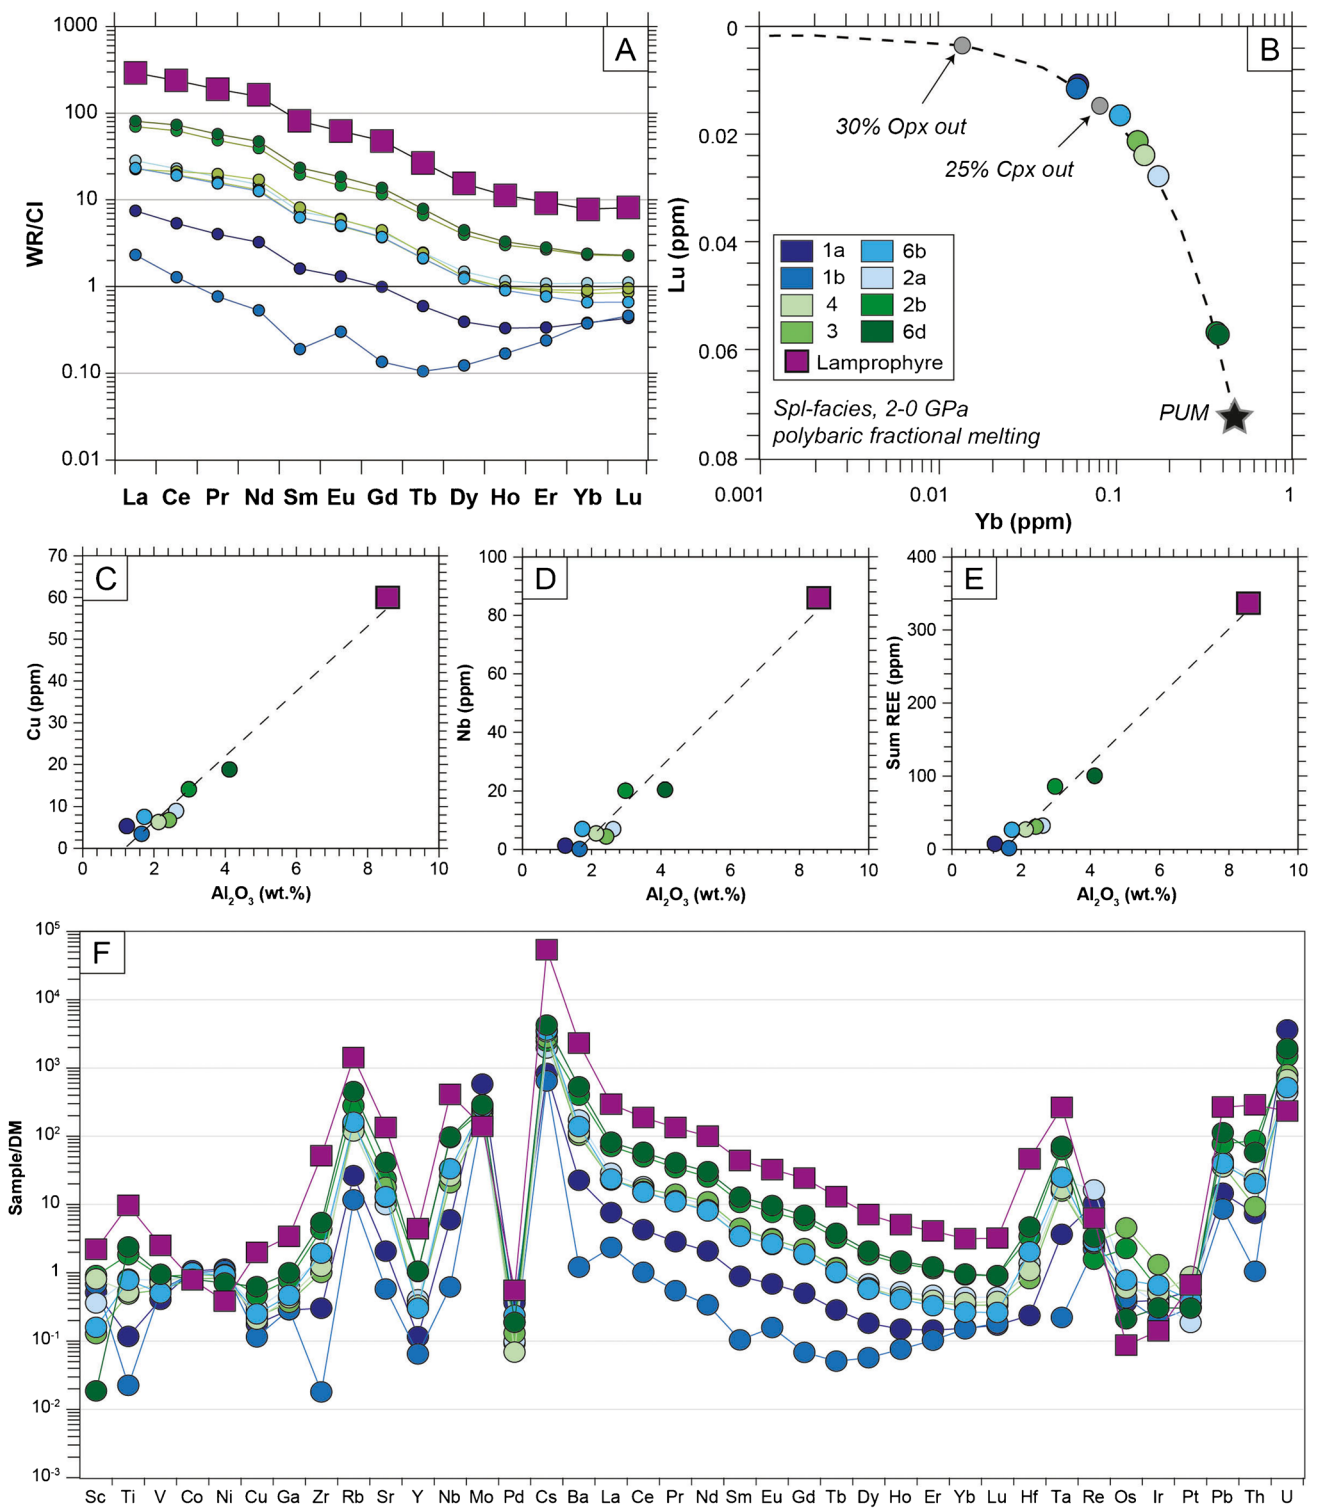 A
1000
100
10
1
0.10
0.01
WR/CI
La Ce Pr Nd Sm Eu Gd Tb Dy Ho Er Yb Lu
B
0
0.02
0.04
0.06
0.08
Lu (ppm)
30% Opx out
25% Cpx out
1a 6b
1b 2a
4 2b
3 6d
Lamprophyre
PUM
Spl-facies, 2-0 GPa
polybaric fractional melting
0.001 0.01 0.1 1
Yb (ppm)
C
70
60
50
40
30
20
10
0
Cu (ppm)
0 2 4 6 8 10
Al2O3 (wt.%)
D
100
80
60
40
20
0
Nb (ppm)
0 2 4 6 8 10
Al2O3 (wt.%)
E
400
300
200
100
0
Sum REE (ppm)
0 2 4 6 8 10
Al2O3 (wt.%)
F
10^5
10^4
10^3
10^2
10
1
10^-1
10^-2
10^-3
Sample/DM
Sc Ti V Co Ni Cu Ga Zr Rb Sr Y Nb Mo Pd Cs Ba La Ce Pr Nd Sm Eu Gd Tb Dy Ho Er Yb Lu Hf Ta Re Os Ir Pt Pb Th U